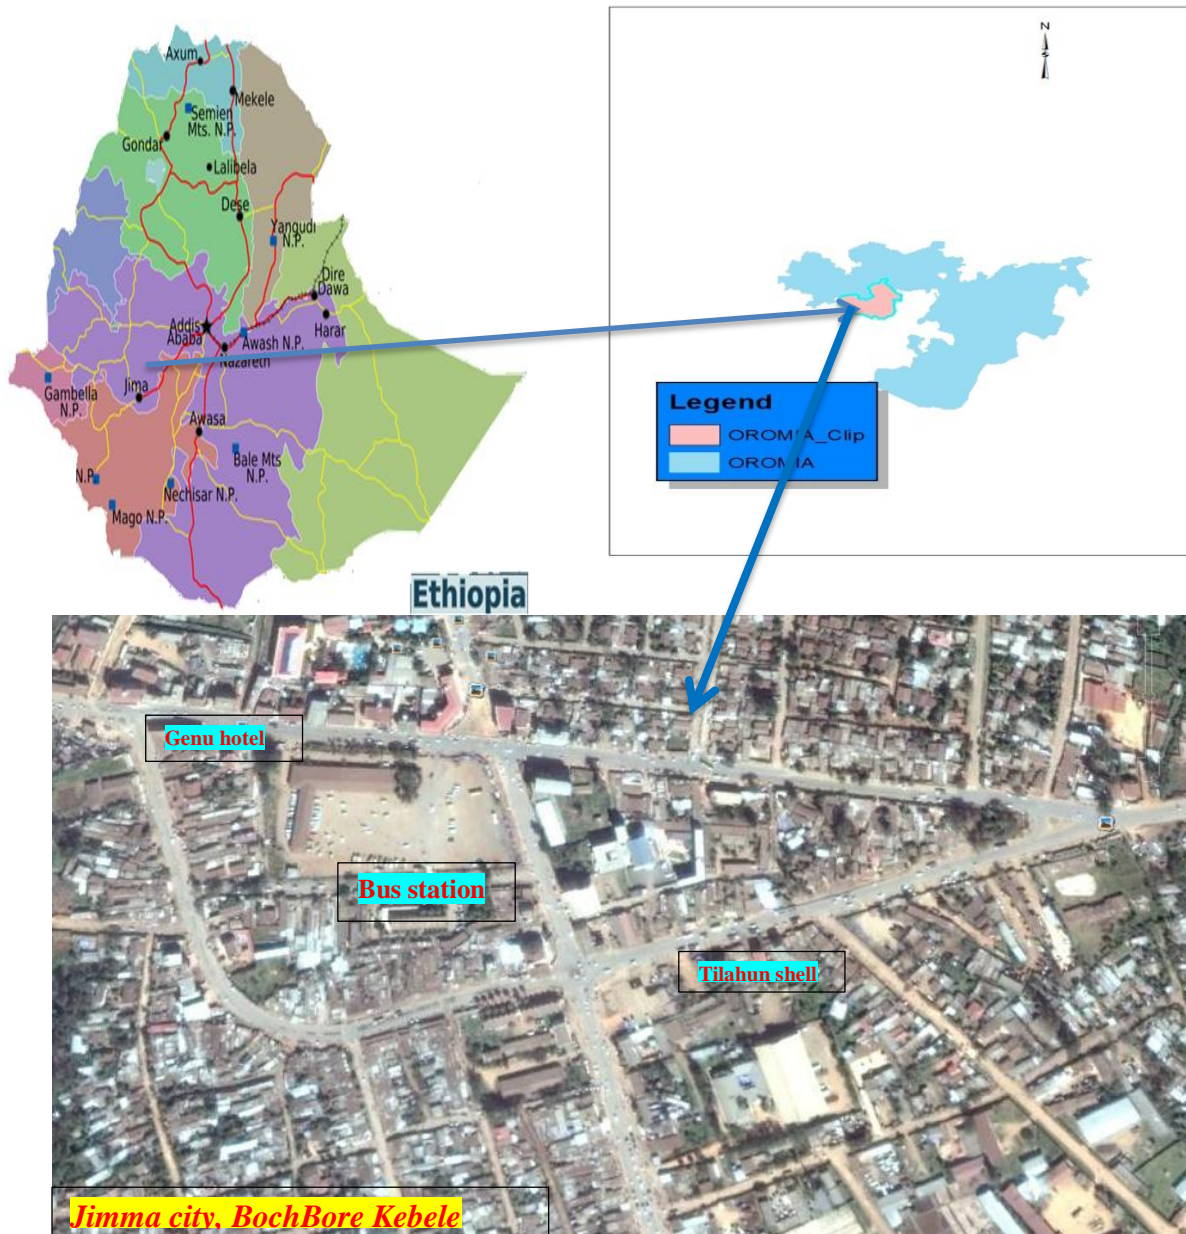 Axum
Mekele
Semien
Mts. N.P.
Gondar
Lalibela
Dese
Yangudi
N.P.
Dire
Dawa
Harar
Addis
Ababa
Awash N.P.
Nazareth
Jima
Gambella
N.P.
Awasa
Bale Mts
N.P.
N.P.
Nechisar N.P.
Mago N.P.
Ethiopia
N
Legend
OROMIA_Clip
OROMIA
Genu hotel
Bus station
Tilahun shell
Jimma city, BochBore Kebele